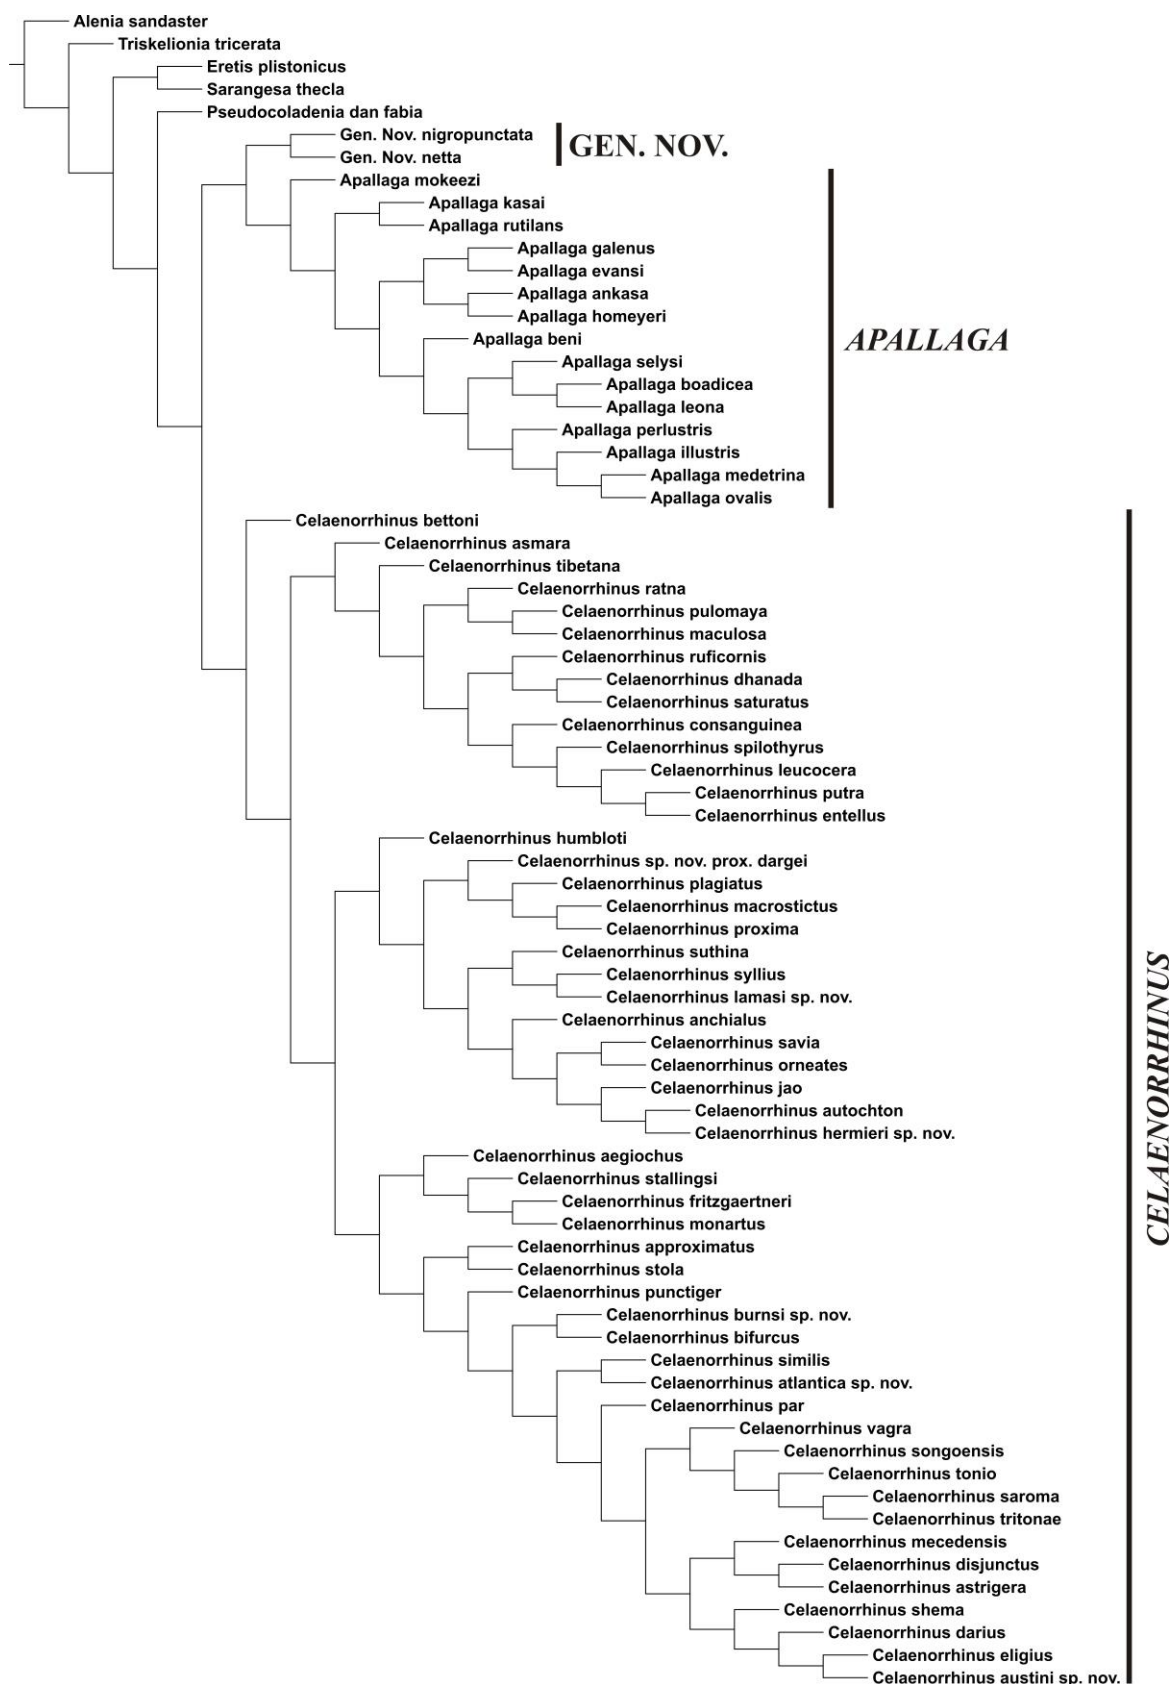 Alenia sandaster
Triskelionia tricerata
Eretis plistonicus
Sarangesa thecla
Pseudocoladenia dan fabia
Gen. Nov. nigropunctata
Gen. Nov. netta
GEN. NOV.
Apallaga mokeezi
Apallaga kasai
Apallaga rutilans
Apallaga galenus
Apallaga evansi
Apallaga ankasa
Apallaga homeyeri
Apallaga beni
APALLAGA
Apallaga selysi
Apallaga boadicea
Apallaga leona
Apallaga perlustris
Apallaga illustris
Apallaga medetrina
Apallaga ovalis
Celaenorrhinus bettoni
Celaenorrhinus asmara
Celaenorrhinus tibetana
Celaenorrhinus ratna
Celaenorrhinus pulomaya
Celaenorrhinus maculosa
Celaenorrhinus ruficornis
Celaenorrhinus dhanada
Celaenorrhinus saturatus
Celaenorrhinus consanguinea
Celaenorrhinus spilothyrus
Celaenorrhinus leucocera
Celaenorrhinus putra
Celaenorrhinus entellus
Celaenorrhinus humbloti
Celaenorrhinus sp. nov. prox. dargei
Celaenorrhinus plagiatus
Celaenorrhinus macrostictus
Celaenorrhinus proxima
Celaenorrhinus suthina
Celaenorrhinus syllius
Celaenorrhinus lamasi sp. nov.
Celaenorrhinus anchialus
Celaenorrhinus savia
Celaenorrhinus orneates
Celaenorrhinus jao
Celaenorrhinus autochton
Celaenorrhinus hermieri sp. nov.
CELAENORRHINUS
Celaenorrhinus aegiochus
Celaenorrhinus stallingsi
Celaenorrhinus fritzgaertneri
Celaenorrhinus monartus
Celaenorrhinus approximatus
Celaenorrhinus stola
Celaenorrhinus punctiger
Celaenorrhinus burnsi sp. nov.
Celaenorrhinus bifurcus
Celaenorrhinus similis
Celaenorrhinus atlantica sp. nov.
Celaenorrhinus par
Celaenorrhinus vagra
Celaenorrhinus songoensis
Celaenorrhinus tonio
Celaenorrhinus saroma
Celaenorrhinus tritonae
Celaenorrhinus mecedensis
Celaenorrhinus disjunctus
Celaenorrhinus astrigera
Celaenorrhinus shema
Celaenorrhinus darius
Celaenorrhinus eligius
Celaenorrhinus austini sp. nov.